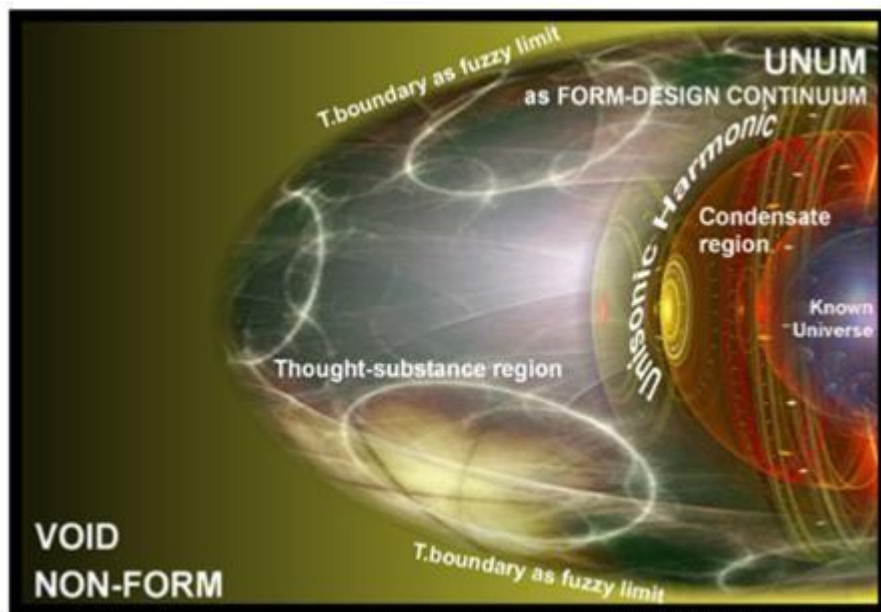 T.boundary as fuzzy limit
UNUM
as FORM-DESIGN CONTINUUM
Unisonic Harmonic
Condensate
region
Known
Universe
Thought-substance region
VOID
NON-FORM
T.boundary as fuzzy limit